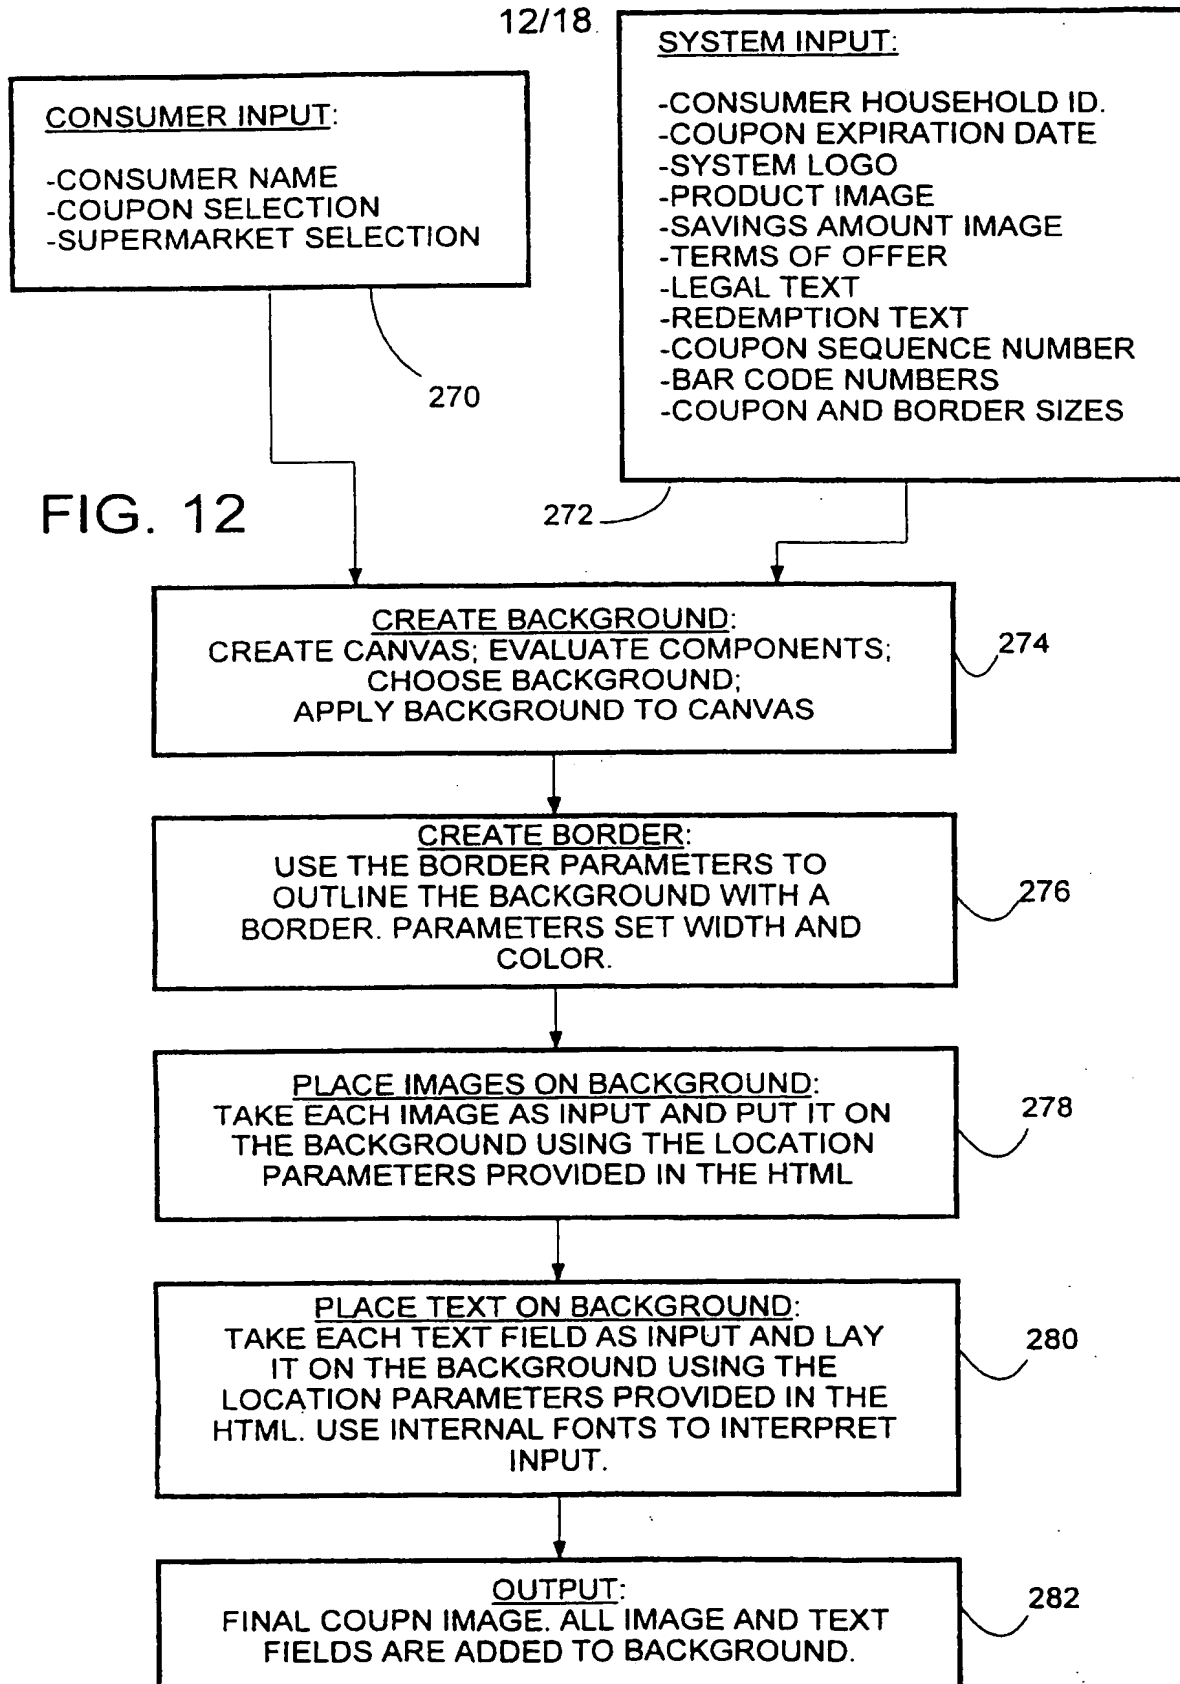 12/18
CONSUMER INPUT:
-CONSUMER NAME
-COUPON SELECTION
-SUPERMARKET SELECTION
270
SYSTEM INPUT:
-CONSUMER HOUSEHOLD ID.
-COUPON EXPIRATION DATE
-SYSTEM LOGO
-PRODUCT IMAGE
-SAVINGS AMOUNT IMAGE
-TERMS OF OFFER
-LEGAL TEXT
-REDEMPTION TEXT
-COUPON SEQUENCE NUMBER
-BAR CODE NUMBERS
-COUPON AND BORDER SIZES
272
FIG. 12
CREATE BACKGROUND:
CREATE CANVAS; EVALUATE COMPONENTS;
CHOOSE BACKGROUND;
APPLY BACKGROUND TO CANVAS
274
CREATE BORDER:
USE THE BORDER PARAMETERS TO
OUTLINE THE BACKGROUND WITH A
BORDER. PARAMETERS SET WIDTH AND
COLOR.
276
PLACE IMAGES ON BACKGROUND:
TAKE EACH IMAGE AS INPUT AND PUT IT ON
THE BACKGROUND USING THE LOCATION
PARAMETERS PROVIDED IN THE HTML
278
PLACE TEXT ON BACKGROUND:
TAKE EACH TEXT FIELD AS INPUT AND LAY
IT ON THE BACKGROUND USING THE
LOCATION PARAMETERS PROVIDED IN THE
HTML. USE INTERNAL FONTS TO INTERPRET
INPUT.
280
OUTPUT:
FINAL COUPN IMAGE. ALL IMAGE AND TEXT
FIELDS ARE ADDED TO BACKGROUND.
282